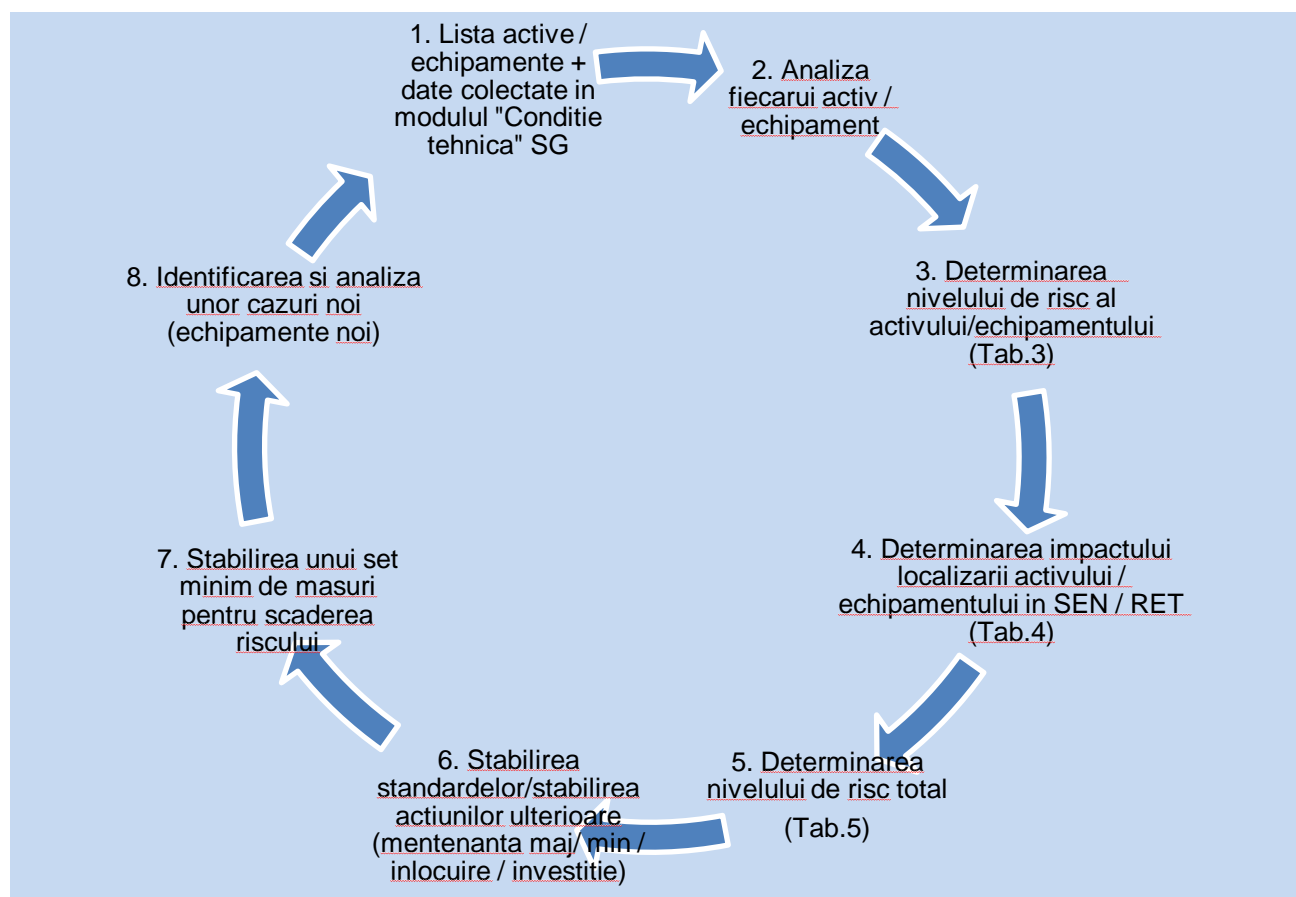 1. Lista active /
echipamente +
date colectate in
modulul "Conditie
tehnica" SG
2. Analiza
fiecarui activ /
echipament
3. Determinarea
nivelului de risc al
activului/echipamentului
(Tab.3)
4. Determinarea impactului
localizarii activului /
echipamentului in SEN / RET
(Tab.4)
5. Determinarea
nivelului de risc total
(Tab.5)
6. Stabilirea
standardelor/stabilirea
actiunilor ulterioare
(mentenanta maj/ min /
inlocuire / investitie)
7. Stabilirea unui set
minim de masuri
pentru scaderea
riscului
8. Identificarea si analiza
unor cazuri noi
(echipamente noi)